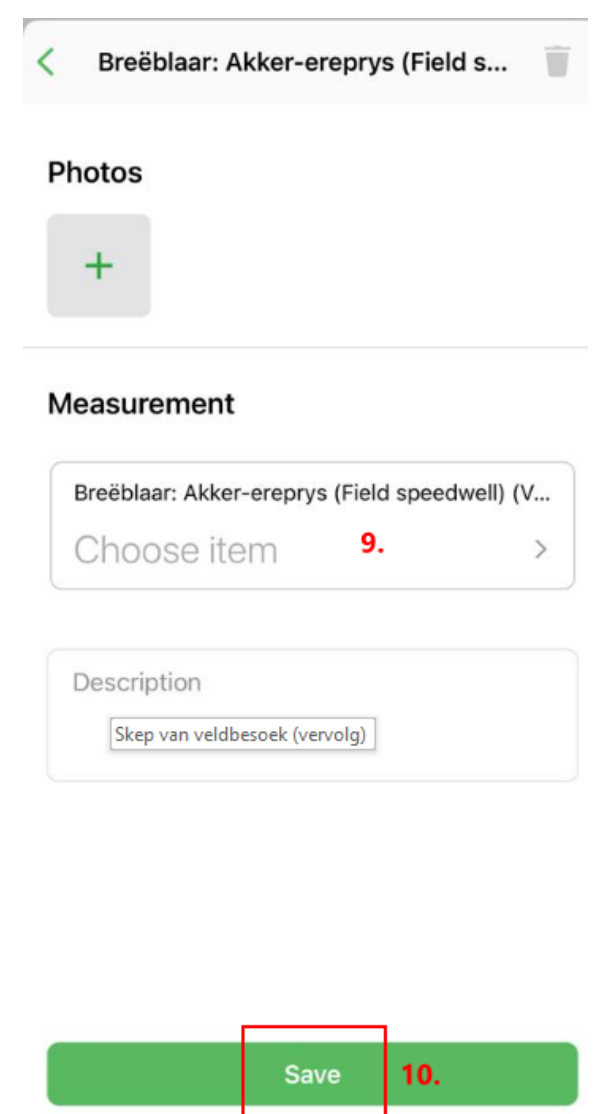 Breëblaar: Akker-ereprys (Field s...
Photos
+
Measurement
Breëblaar: Akker-ereprys (Field speedwell) (V...
Choose item
9.
Description
Skep van veldbesoek (vervolg)
Save
10.